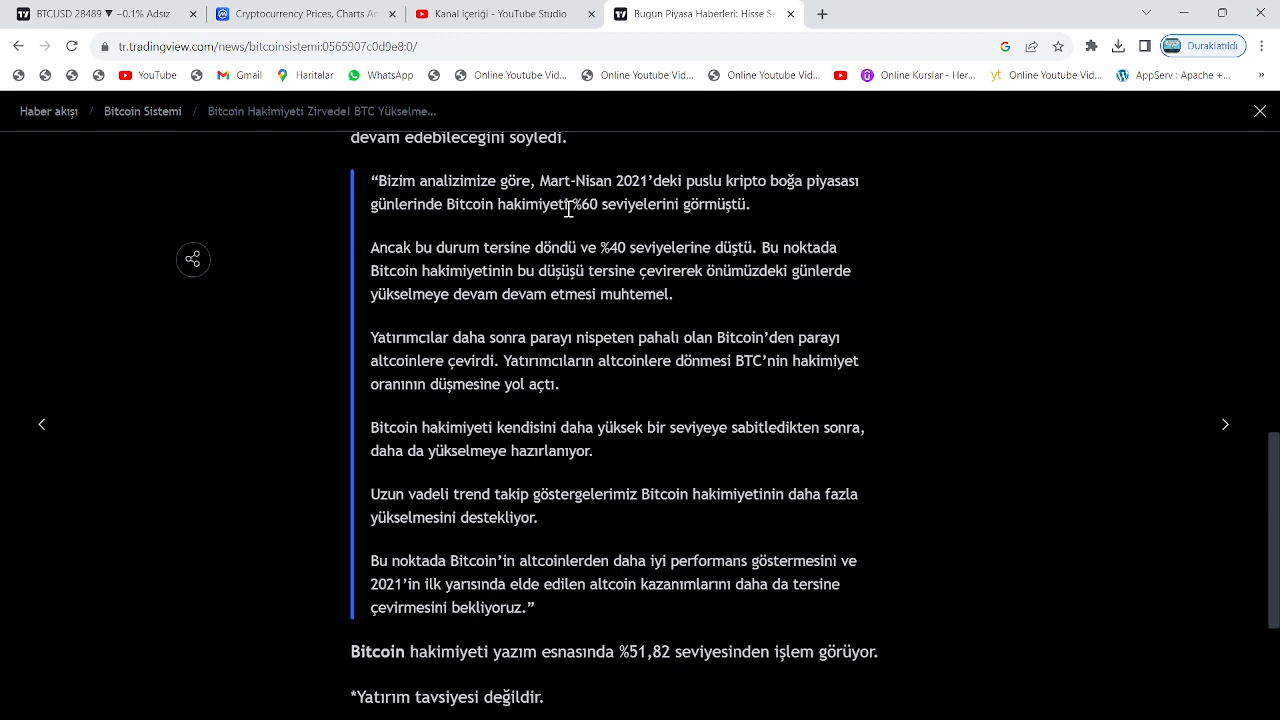 BTCUSD 28489 ▼ −0.1% Adsız
Cryptocurrency Prices, Charts An
Kanal içeriği - YouTube Studio
Bugün Piyasa Haberleri: Hisse Se
tr.tradingview.com/news/bitcoinsistemi:0565907c0d9e8:0/
Duraklatıldı
YouTube
Gmail
Haritalar
WhatsApp
Online Youtube Vid...
Online Youtube Vid...
Online Youtube Vid...
Online Kurslar - Her...
yt Online Youtube Vid...
AppServ : Apache +...
»
Haber akışı / Bitcoin Sistemi / Bitcoin Hakimiyeti Zirvede! BTC Yükselme...
devam edebileceğini söyledi.
“Bizim analizimize göre, Mart-Nisan 2021’deki puslu kripto boğa piyasası
günlerinde Bitcoin hakimiyeti %60 seviyelerini görmüştü.
Ancak bu durum tersine döndü ve %40 seviyelerine düştü. Bu noktada
Bitcoin hakimiyetinin bu düşüşü tersine çevirerek önümüzdeki günlerde
yükselmeye devam devam etmesi muhtemel.
Yatırımcılar daha sonra parayı nispeten pahalı olan Bitcoin’den parayı
altcoinlere çevirdi. Yatırımcıların altcoinlere dönmesi BTC’nin hakimiyet
oranının düşmesine yol açtı.
Bitcoin hakimiyeti kendisini daha yüksek bir seviyeye sabitledikten sonra,
daha da yükselmeye hazırlanıyor.
Uzun vadeli trend takip göstergelerimiz Bitcoin hakimiyetinin daha fazla
yükselmesini destekliyor.
Bu noktada Bitcoin’in altcoinlerden daha iyi performans göstermesini ve
2021’in ilk yarısında elde edilen altcoin kazanımlarını daha da tersine
çevirmesini bekliyoruz.”
Bitcoin hakimiyeti yazım esnasında %51,82 seviyesinden işlem görüyor.
*Yatırım tavsiyesi değildir.